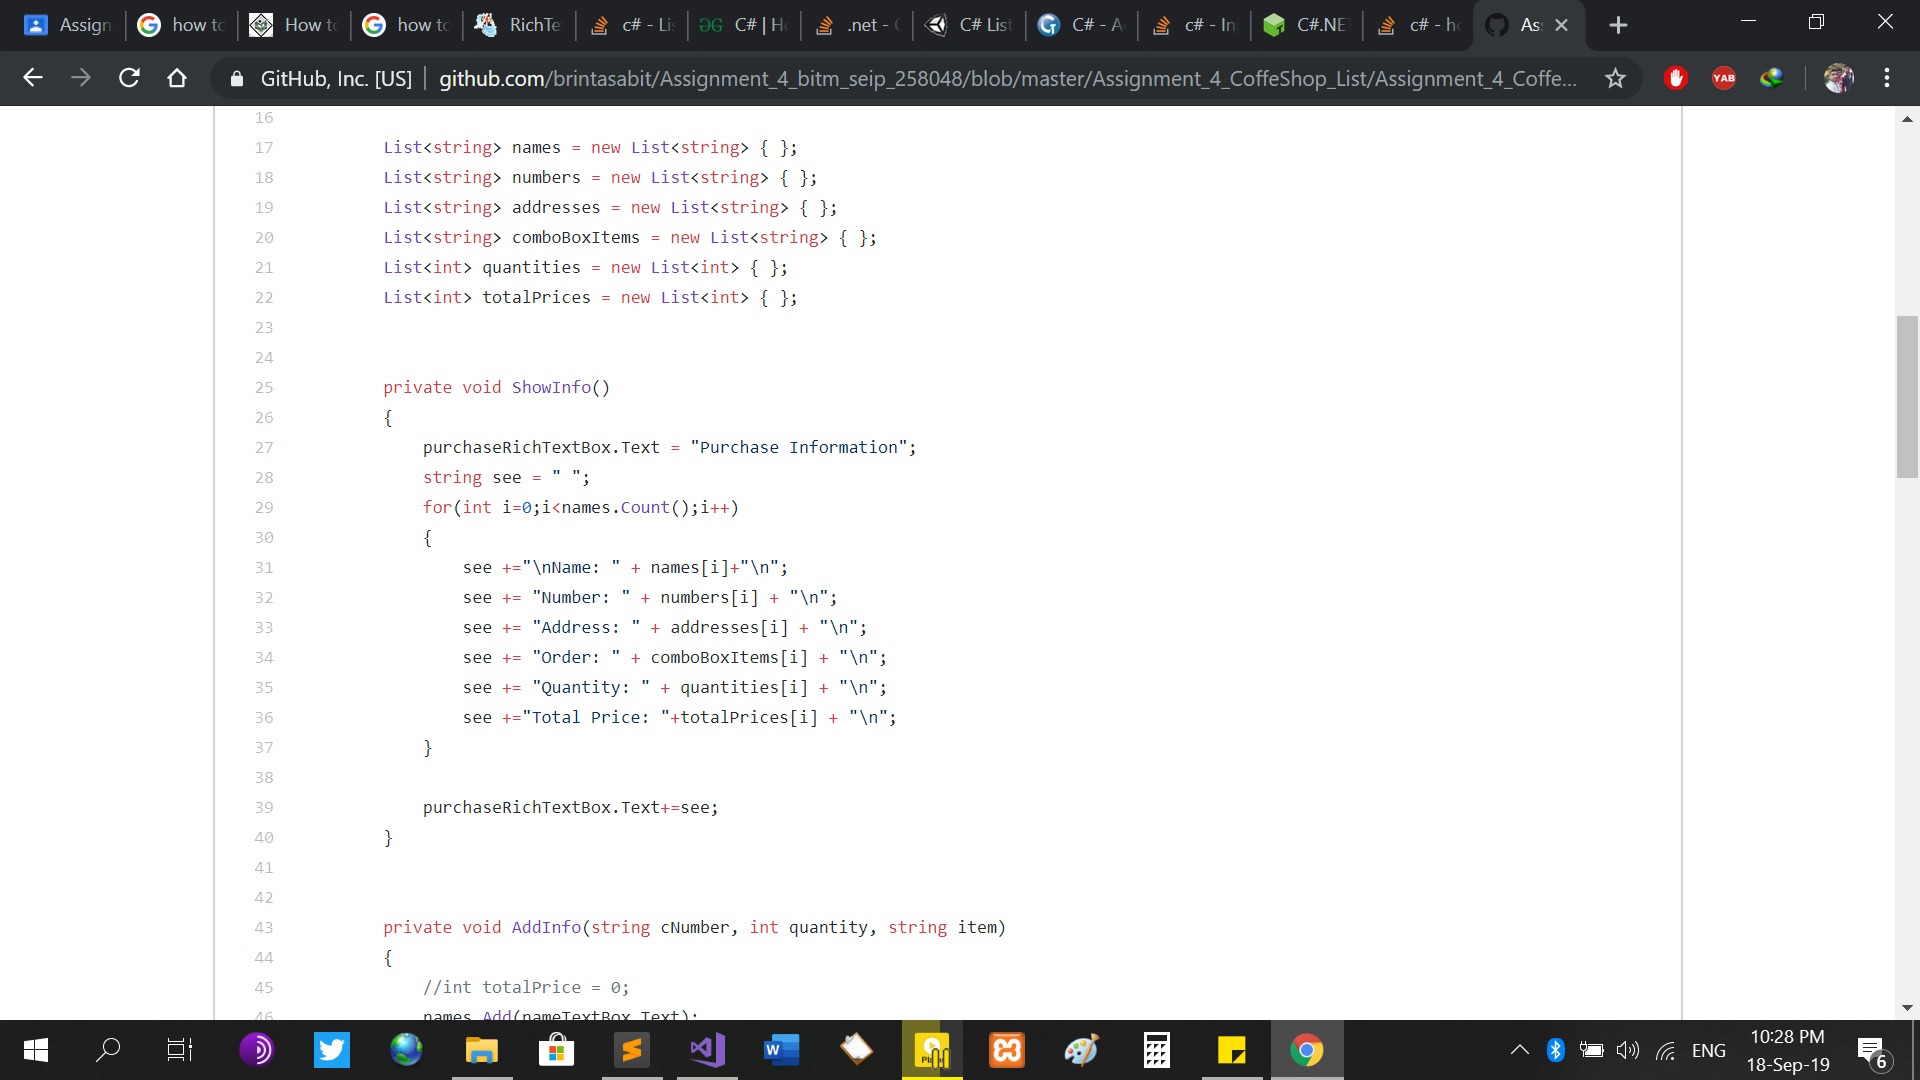 Assign how to How to how to RichTe c# - Lis C# | Ho .net - C C# List C# - A c# - In C#.NET c# - ho As
GitHub, Inc. [US] github.com/brintasabit/Assignment_4_bitm_seip_258048/blob/master/Assignment_4_CoffeShop_List/Assignment_4_Coffe... YAB
16
17 List<string> names = new List<string> { };
18 List<string> numbers = new List<string> { };
19 List<string> addresses = new List<string> { };
20 List<string> comboBoxItems = new List<string> { };
21 List<int> quantities = new List<int> { };
22 List<int> totalPrices = new List<int> { };
23
24
25 private void ShowInfo()
26 {
27 purchaseRichTextBox.Text = "Purchase Information";
28 string see = " ";
29 for(int i=0;i<names.Count();i++)
30 {
31 see +="\nName: " + names[i]+"\n";
32 see += "Number: " + numbers[i] + "\n";
33 see += "Address: " + addresses[i] + "\n";
34 see += "Order: " + comboBoxItems[i] + "\n";
35 see += "Quantity: " + quantities[i] + "\n";
36 see +="Total Price: "+totalPrices[i] + "\n";
37 }
38
39 purchaseRichTextBox.Text+=see;
40 }
41
42
43 private void AddInfo(string cNumber, int quantity, string item)
44 {
45 //int totalPrice = 0;
46 names.Add(nameTextBox.Text);
ENG 10:28 PM
18-Sep-19 6